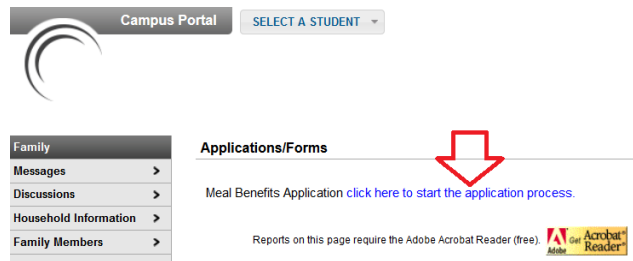 Campus Portal
SELECT A STUDENT
Family
Messages
Discussions
Household Information
Family Members
Applications/Forms
Meal Benefits Application click here to start the application process.
Reports on this page require the Adobe Acrobat Reader (free).
Adobe
Get Acrobat®
Reader®